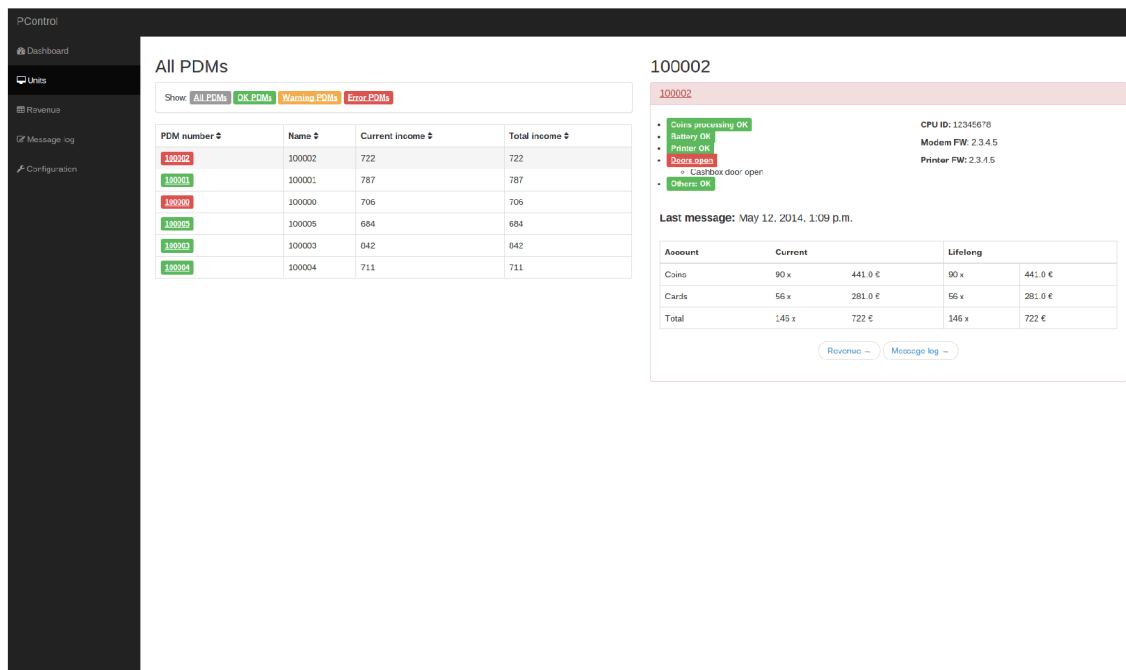 PControl
Dashboard
Units
Revenue
Message log
Configuration
All PDMs
Show: All PDMs OK PDMs Warning PDMs Error PDMs
PDM number Name Current income Total income
100002 100002 722 722
100001 100001 787 787
100000 100000 706 706
100005 100005 684 684
100003 100003 842 842
100004 100004 711 711
100002
100002
Coins processing OK
Battery OK
Printer OK
Doors open
Cashbox door open
Others: OK
CPU ID: 12345678
Modem FW: 2.3.4.5
Printer FW: 2.3.4.5
Last message: May 12, 2014, 1:09 p.m.
Account Current Lifelong
Coins 90 x 441.0 € 90 x 441.0 €
Cards 56 x 281.0 € 56 x 281.0 €
Total 146 x 722 € 146 x 722 €
Revenue → Message log →